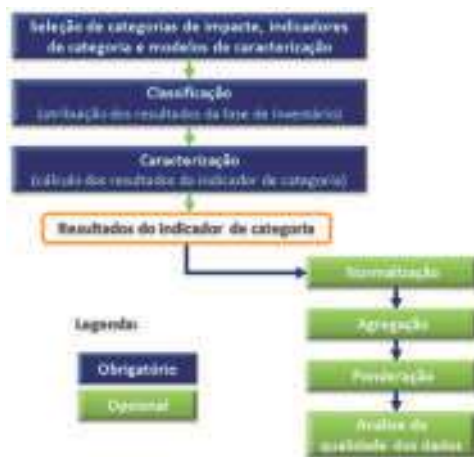 Seleção de categorias de impacte, indicadores
de categoria e modelos de caracterização
Classificação
(atribuição dos resultados da fase de inventário)
Caracterização
(cálculo dos resultados do indicador de categoria)
Resultados do indicador de categoria
Normalização
Legenda:
Agregação
Obrigatório
Ponderação
Opcional
Análise da
qualidade dos dados